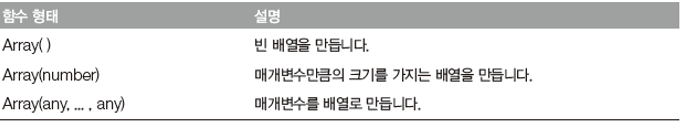 함수 형태 설명
Array( ) 빈 배열을 만듭니다.
Array(number) 매개변수만큼의 크기를 가지는 배열을 만듭니다.
Array(any, ... , any) 매개변수를 배열로 만듭니다.